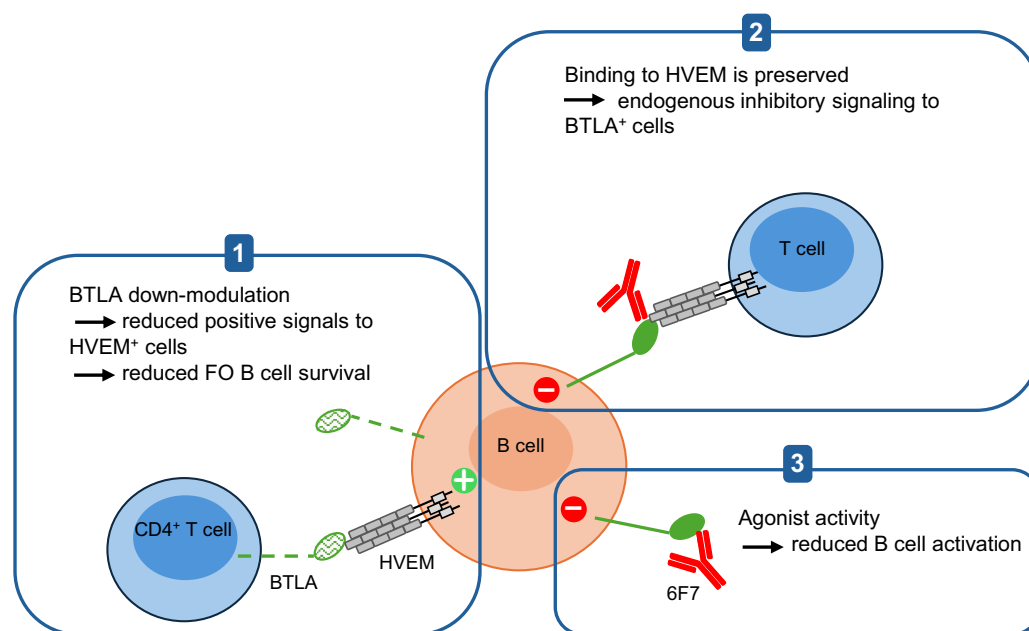 1
BTLA down-modulation
→ reduced positive signals to
HVEM⁺ cells
→ reduced FO B cell survival
CD4⁺ T cell
BTLA
HVEM
B cell
2
Binding to HVEM is preserved
→ endogenous inhibitory signaling to
BTLA⁺ cells
T cell
3
Agonist activity
→ reduced B cell activation
6F7